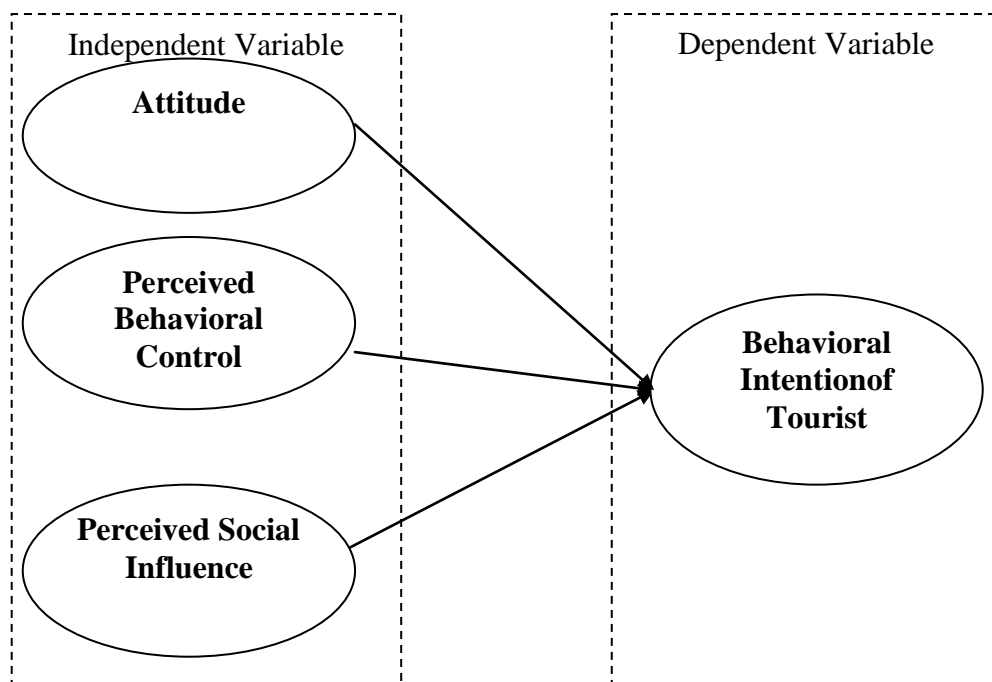 Independent Variable
Attitude
Perceived
Behavioral
Control
Perceived Social
Influence
Dependent Variable
Behavioral
Intentionof
Tourist